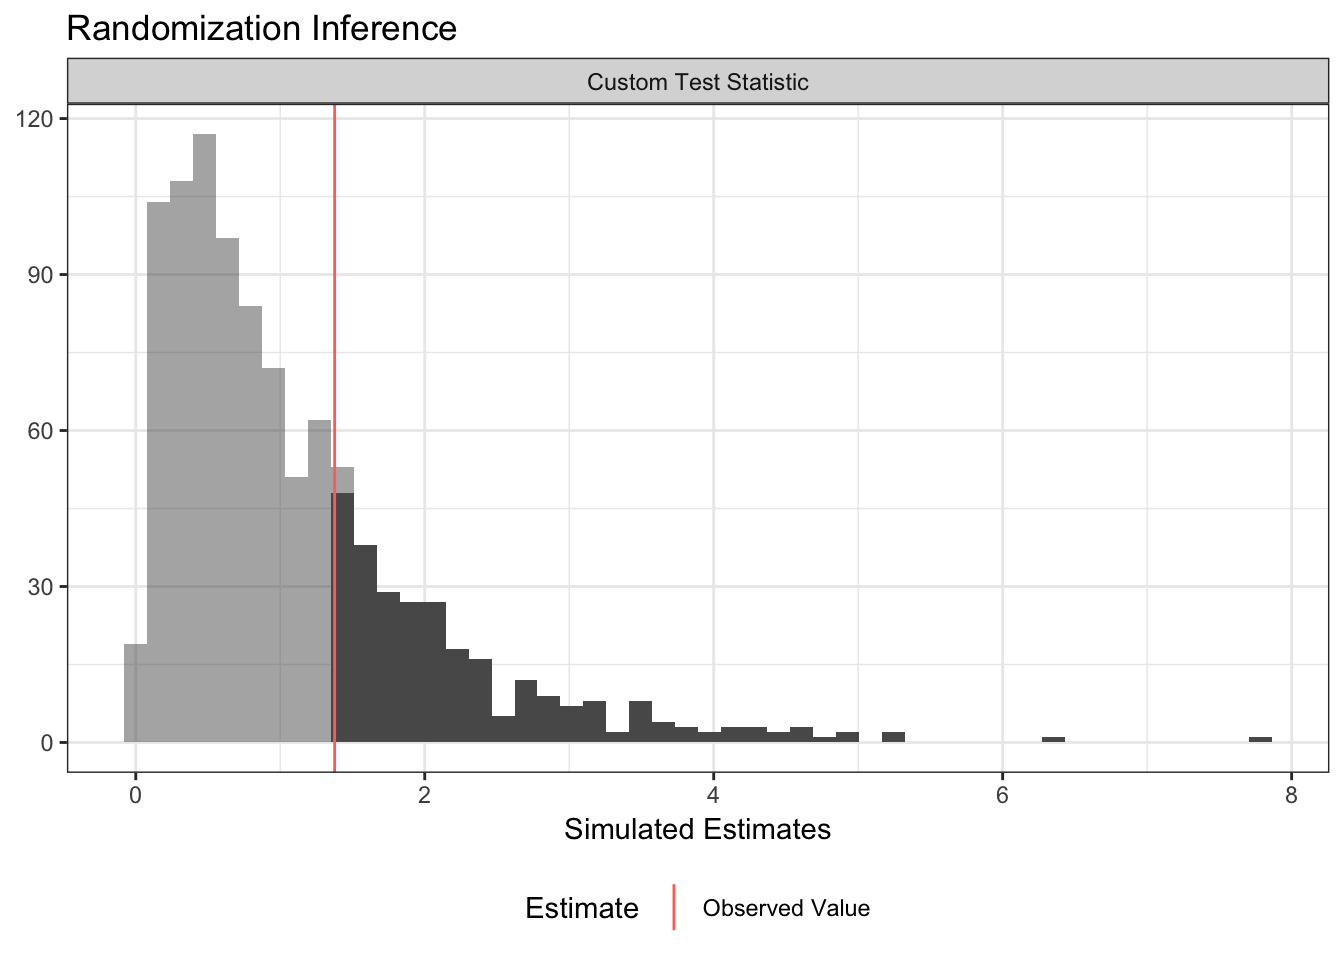 Randomization Inference
Custom Test Statistic
120
90
60
30
0
0 2 4 6 8
Simulated Estimates
Estimate Observed Value